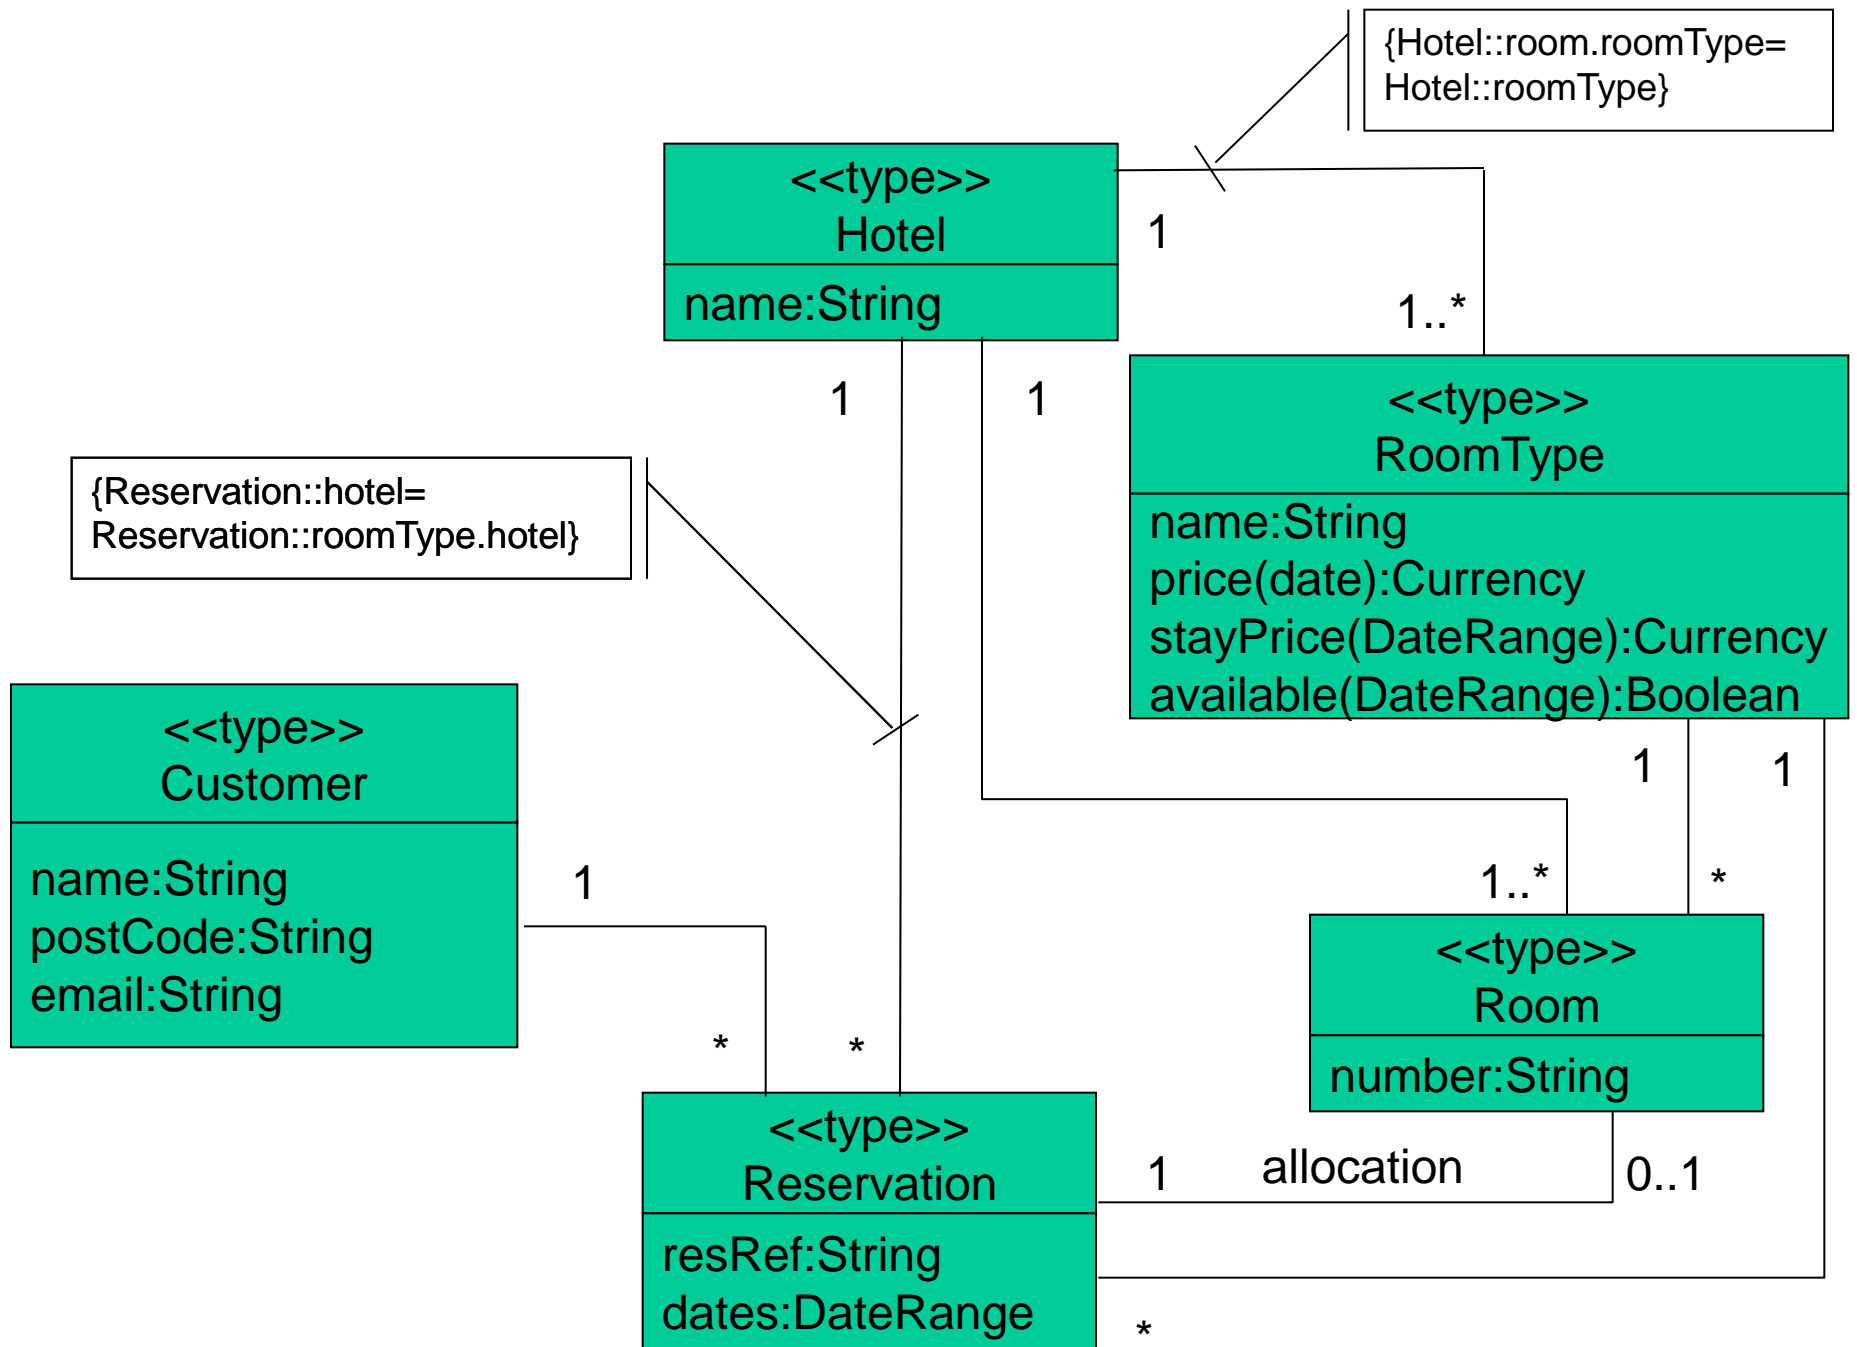 {Hotel::room.roomType=
Hotel::roomType}
<<type>>
Hotel
name:String
1
1..*
1
1
<<type>>
RoomType
name:String
price(date):Currency
stayPrice(DateRange):Currency
available(DateRange):Boolean
{Reservation::hotel=
Reservation::roomType.hotel}
<<type>>
Customer
name:String
postCode:String
email:String
1
*
*
1
1
1..*
*
<<type>>
Room
number:String
<<type>>
Reservation
resRef:String
dates:DateRange
1
allocation
0..1
*